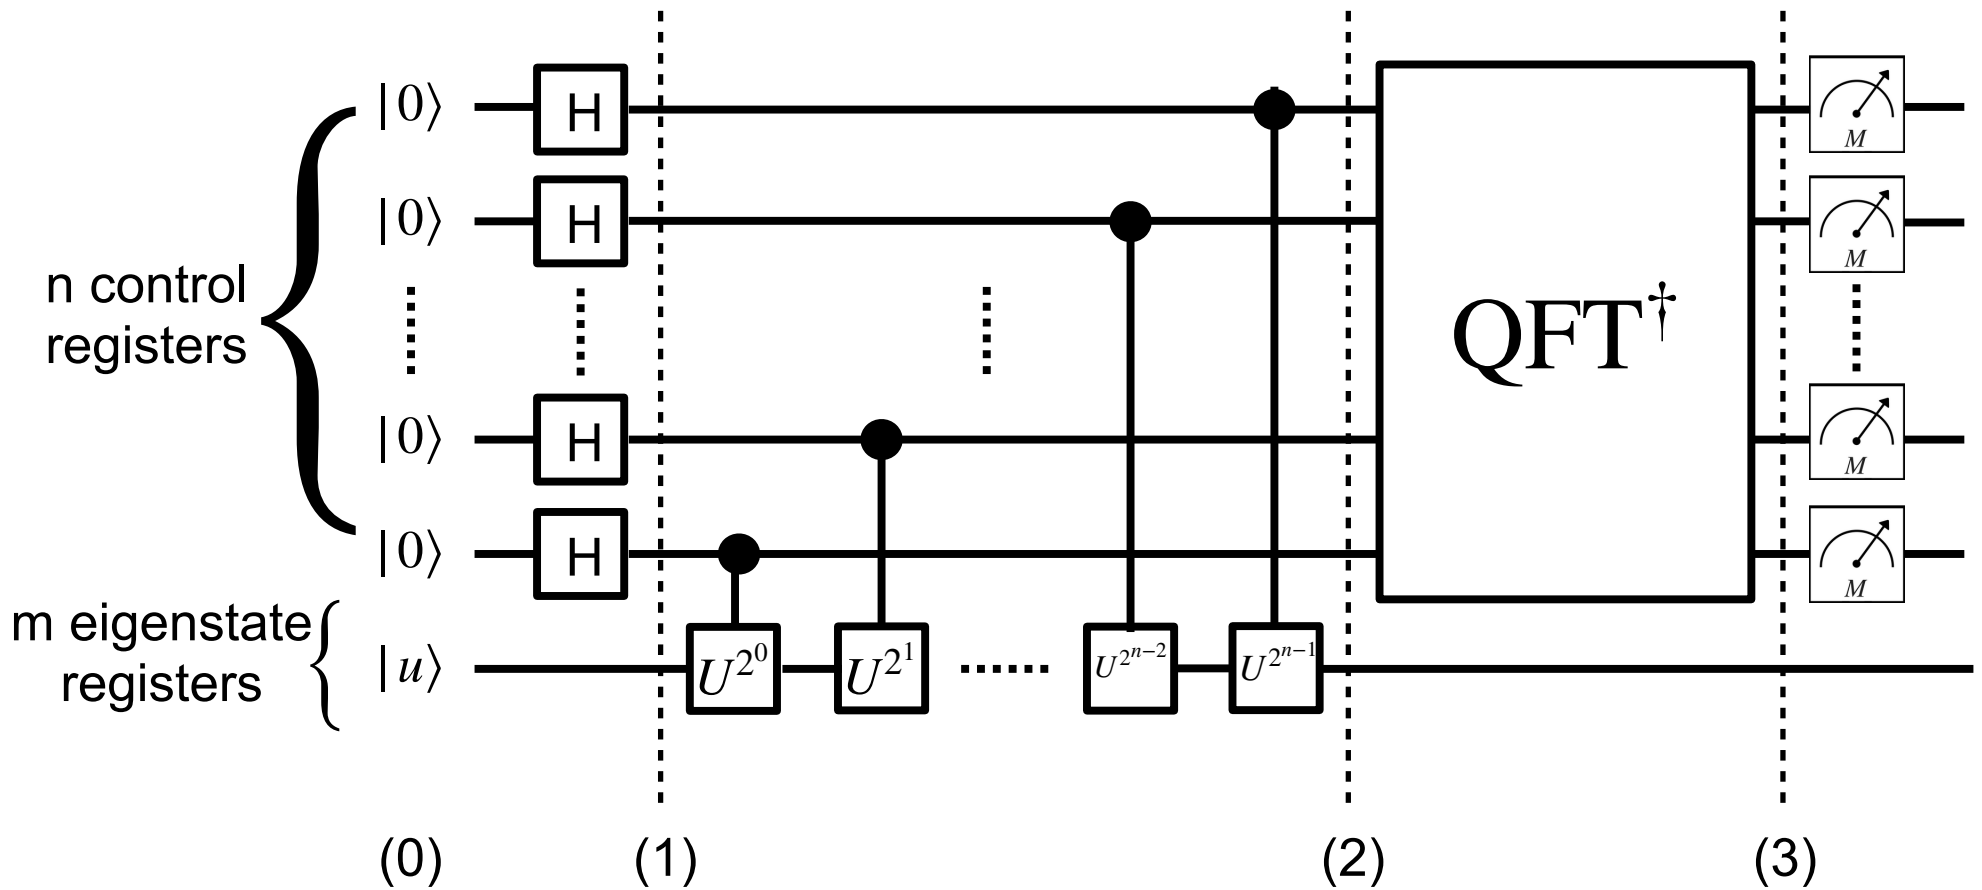 |0⟩ H M
|0⟩ H M
n control
registers
QFT†
|0⟩ H M
|0⟩ H M
m eigenstate
registers
|u⟩ U^{2^0} U^{2^1} U^{2^{n−2}} U^{2^{n−1}}
(0) (1) (2) (3)